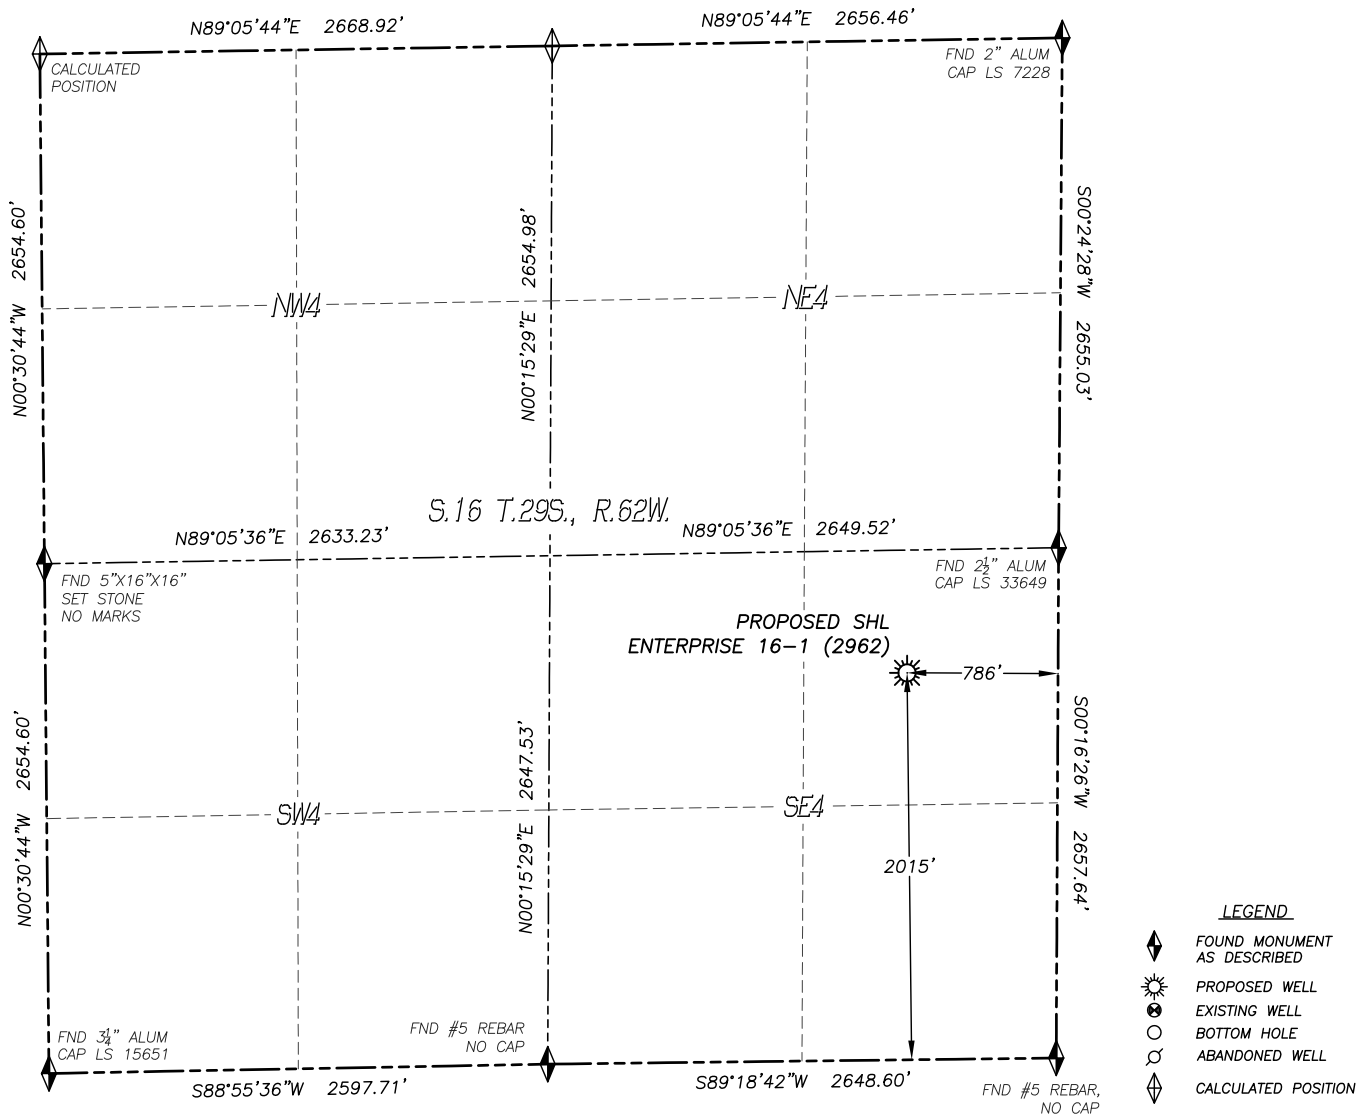 N89°05'44"E 2668.92'
N89°05'44"E 2656.46'
CALCULATED
POSITION
FND 2" ALUM
CAP LS 7228
N00°30'44"W 2654.60'
N00°15'29"E 2654.98'
S00°24'28"W 2655.03'
NW4
NE4
S.16 T.29S., R.62W.
N89°05'36"E 2633.23'
N89°05'36"E 2649.52'
FND 5"X16"X16"
SET STONE
NO MARKS
FND 2½" ALUM
CAP LS 33649
PROPOSED SHL
ENTERPRISE 16-1 (2962)
786'
N00°30'44"W 2654.60'
N00°15'29"E 2647.53'
S00°16'26"W 2657.64'
SW4
SE4
2015'
FND 3¼" ALUM
CAP LS 15651
FND #5 REBAR
NO CAP
S88°55'36"W 2597.71'
S89°18'42"W 2648.60'
FND #5 REBAR,
NO CAP
LEGEND
FOUND MONUMENT
AS DESCRIBED
PROPOSED WELL
EXISTING WELL
BOTTOM HOLE
ABANDONED WELL
CALCULATED POSITION